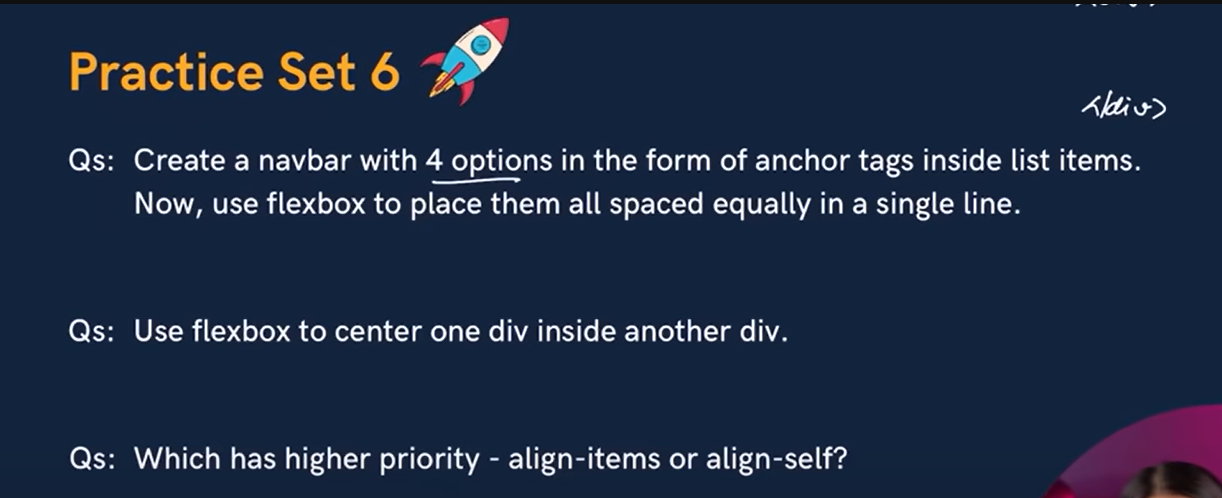 Practice Set 6
</div>
Qs: Create a navbar with 4 options in the form of anchor tags inside list items.
Now, use flexbox to place them all spaced equally in a single line.
Qs: Use flexbox to center one div inside another div.
Qs: Which has higher priority - align-items or align-self?